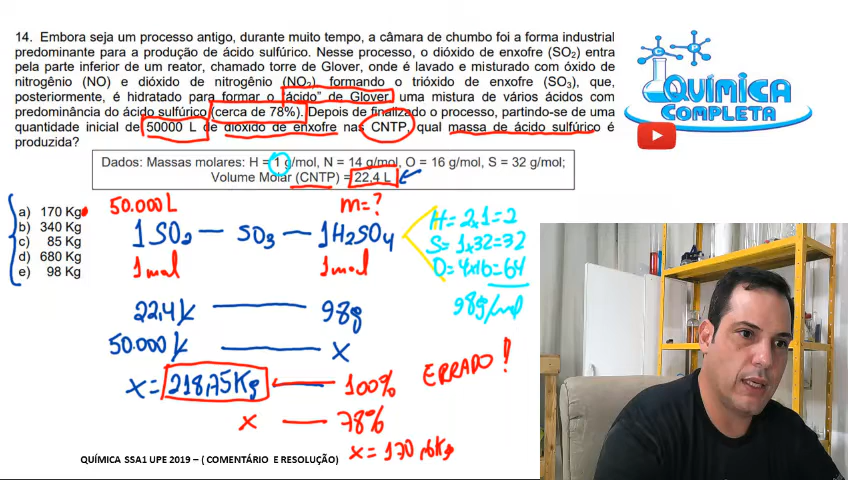 14. Embora seja um processo antigo, durante muito tempo, a câmara de chumbo foi a forma industrial
predominante para a produção de ácido sulfúrico. Nesse processo, o dióxido de enxofre (SO₂) entra
pela parte inferior de um reator, chamado torre de Glover, onde é lavado e misturado com óxido de
nitrogênio (NO) e dióxido de nitrogênio (NO₂), formando o trióxido de enxofre (SO₃), que,
posteriormente, é hidratado para formar o ácido" de Glover, uma mistura de vários ácidos com
predominância do ácido sulfúrico (cerca de 78%). Depois de finalizado o processo, partindo-se de uma
quantidade inicial de 50000 L de dióxido de enxofre nas CNTP, qual massa de ácido sulfúrico é
produzida?
QUÍMICA
COMPLETA
Dados: Massas molares: H = 1 g/mol, N = 14 g/mol, O = 16 g/mol, S = 32 g/mol;
Volume Molar (CNTP) = 22,4 L
a) 170 Kg
b) 340 Kg
c) 85 Kg
d) 680 Kg
e) 98 Kg
50.000L m=?
1SO₂ — SO₃ — 1H₂SO₄
1mol 1mol
H= 2x1=2
S= 1x32=32
O= 4x16=64
98g/mol
22,4L — 98g
50.000L — x
x= 218,75Kg 100%
ERRADO!
x — 78%
x= 170,6Kg
QUÍMICA SSA1 UPE 2019 – ( COMENTÁRIO E RESOLUÇÃO)